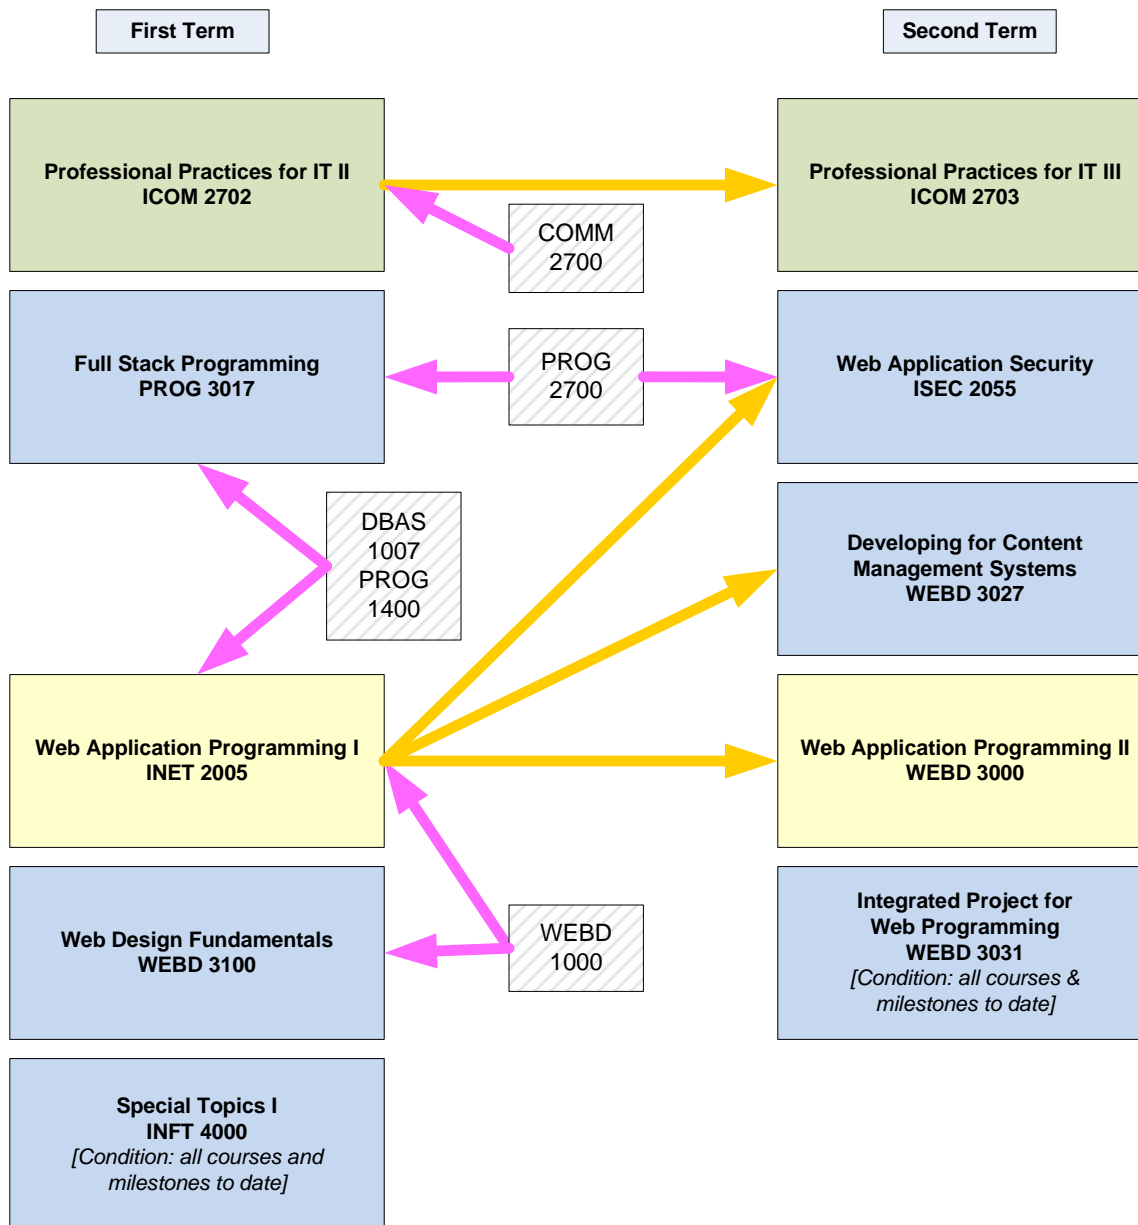 First Term
Second Term
Professional Practices for IT II
ICOM 2702
Professional Practices for IT III
ICOM 2703
COMM
2700
Full Stack Programming
PROG 3017
PROG
2700
Web Application Security
ISEC 2055
DBAS
1007
PROG
1400
Developing for Content
Management Systems
WEBD 3027
Web Application Programming I
INET 2005
Web Application Programming II
WEBD 3000
Web Design Fundamentals
WEBD 3100
WEBD
1000
Integrated Project for
Web Programming
WEBD 3031
[Condition: all courses &
milestones to date]
Special Topics I
INFT 4000
[Condition: all courses and
milestones to date]